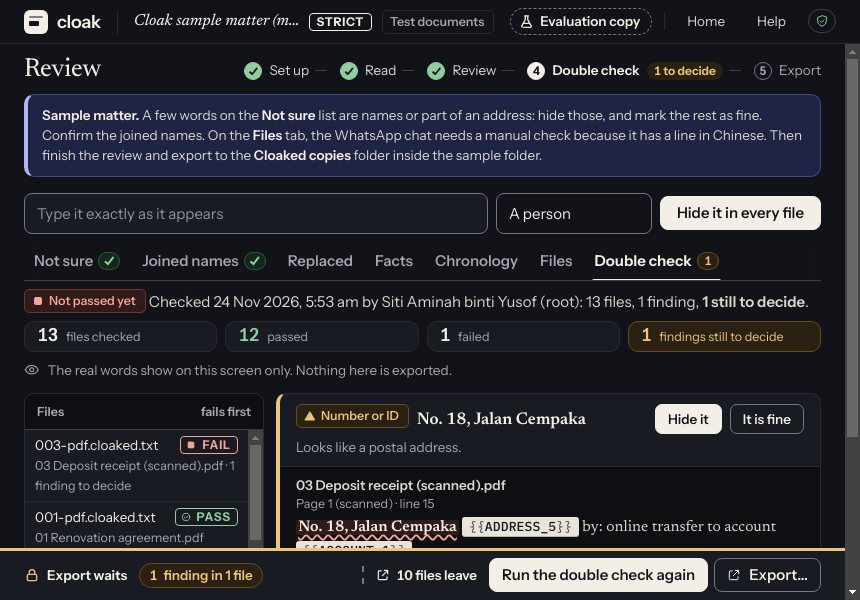 cloak
Cloak sample matter (m...
STRICT
Test documents
Evaluation copy
Home
Help
Review
Set up
Read
Review
4 Double check
1 to decide
5 Export
Sample matter. A few words on the Not sure list are names or part of an address: hide those, and mark the rest as fine.
Confirm the joined names. On the Files tab, the WhatsApp chat needs a manual check because it has a line in Chinese. Then
finish the review and export to the Cloaked copies folder inside the sample folder.
Type it exactly as it appears
A person
Hide it in every file
Not sure
Joined names
Replaced
Facts
Chronology
Files
Double check 1
Not passed yet
Checked 24 Nov 2026, 5:53 am by Siti Aminah binti Yusof (root): 13 files, 1 finding, 1 still to decide.
13 files checked
12 passed
1 failed
1 findings still to decide
The real words show on this screen only. Nothing here is exported.
Files
fails first
003-pdf.cloaked.txt
FAIL
03 Deposit receipt (scanned).pdf · 1
finding to decide
001-pdf.cloaked.txt
PASS
01 Renovation agreement.pdf
Number or ID
No. 18, Jalan Cempaka
Hide it
It is fine
Looks like a postal address.
03 Deposit receipt (scanned).pdf
Page 1 (scanned) · line 15
No. 18, Jalan Cempaka {{ADDRESS_5}} by: online transfer to account
Export waits
1 finding in 1 file
10 files leave
Run the double check again
Export...